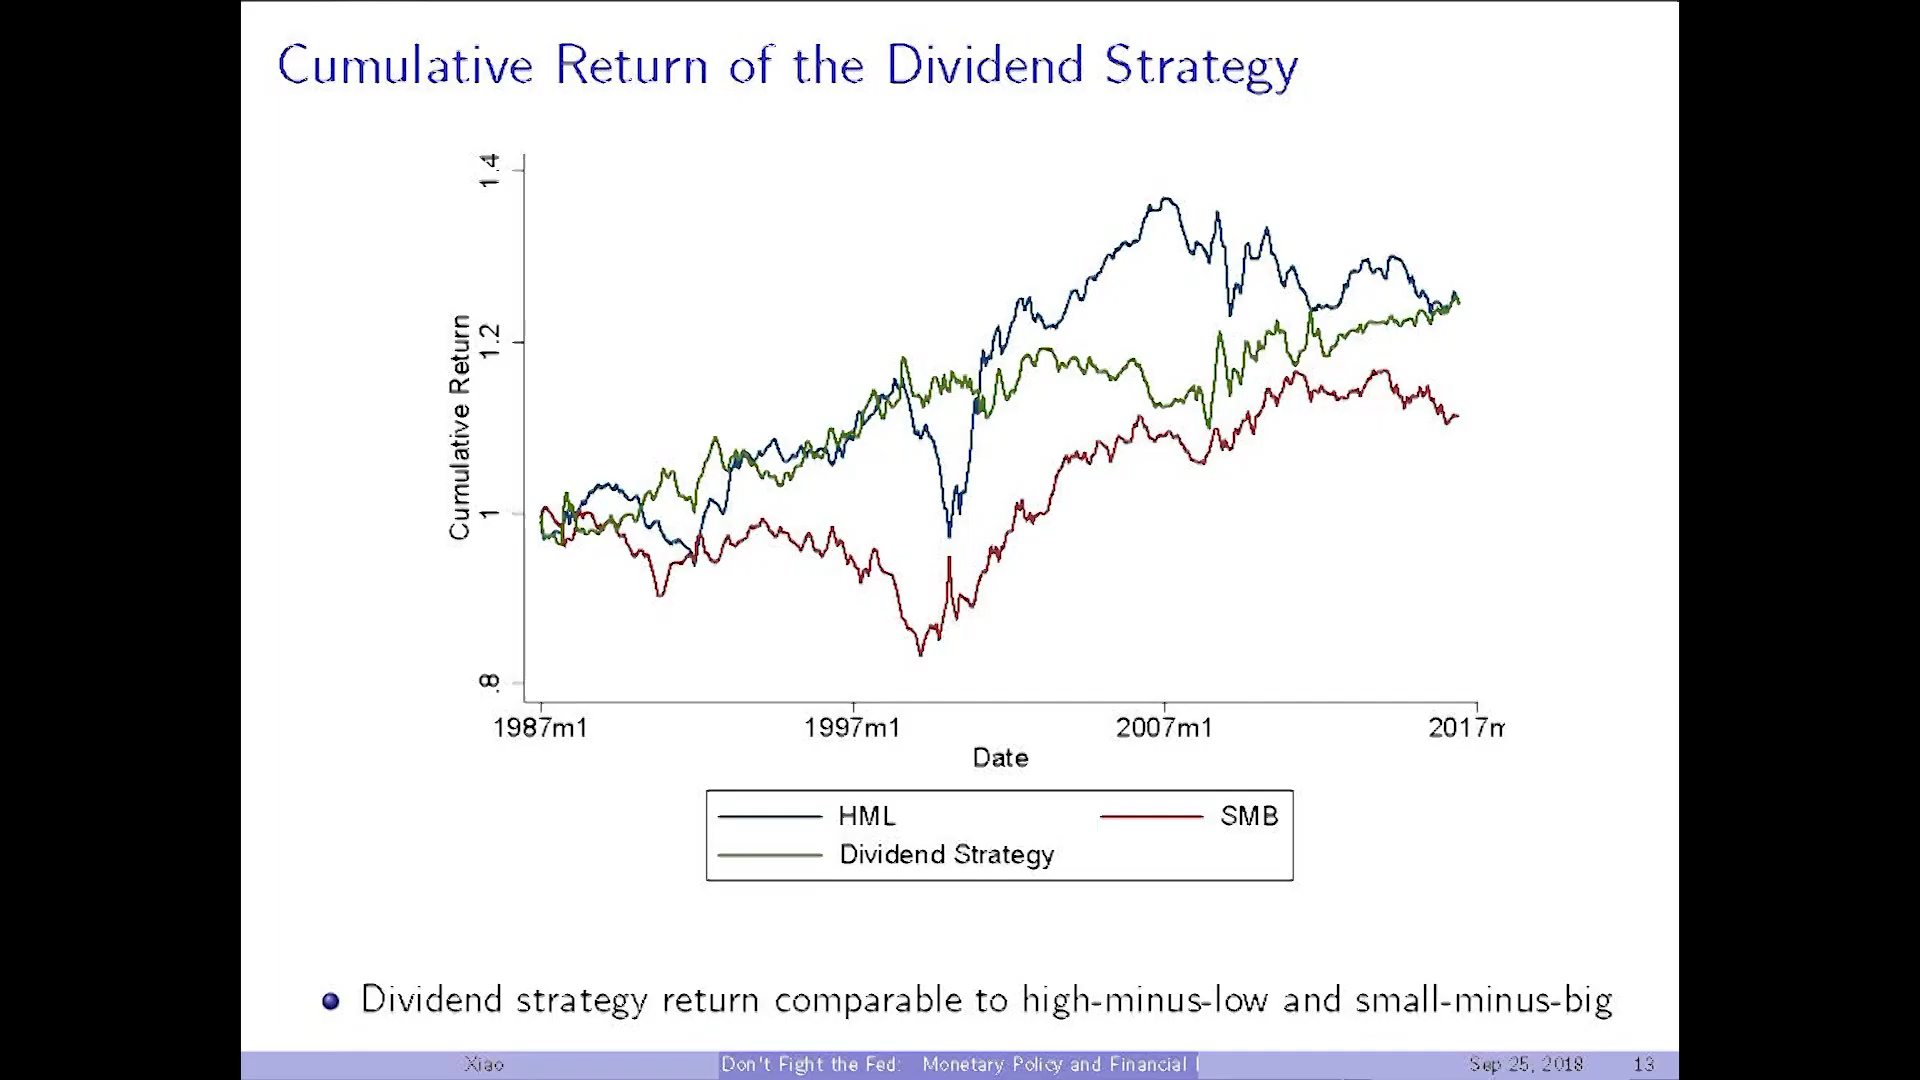 Cumulative Return of the Dividend Strategy
1.4
1.2
1
.8
Cumulative Return
1987m1 1997m1 2007m1 2017m
Date
HML SMB
Dividend Strategy
Dividend strategy return comparable to high-minus-low and small-minus-big
Xiao Don't Fight the Fed: Monetary Policy and Financial Sep 25, 2018 13